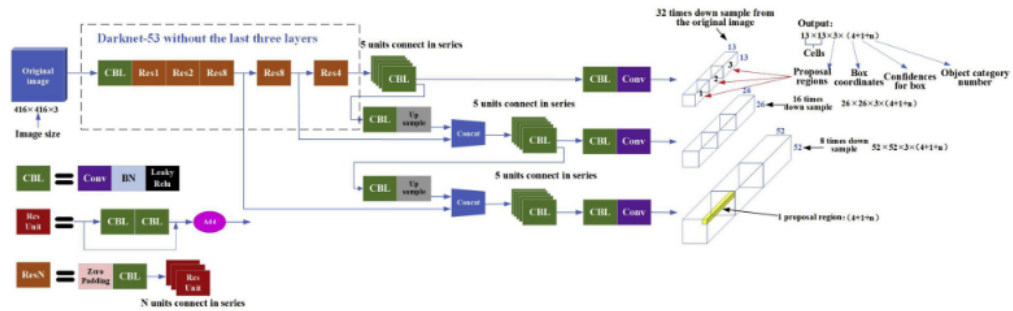 32 times down sample from
the original image
Darknet-53 without the last three layers
5 units connect in series
Output:
13×13×3×(4+1+n)
Cells
13
13
Original
image
CBL
Res1
Res2
Res8
Res8
Res4
CBL
CBL
Conv
3
2
1
Proposal
regions
Box
coordinates
Confidences
for box
Object category
number
416×416×3
Image size
5 units connect in series
CBL
Up
sample
Concat
CBL
CBL
Conv
26
26
16 times
down sample
26×26×3×(4+1+n)
52
52
8 times down
sample
52×52×3×(4+1+n)
CBL
=
Conv
BN
Leaky
Relu
5 units connect in series
CBL
Up
sample
Concat
CBL
CBL
Conv
Res
Unit
=
CBL
CBL
Add
1 proposal region:(4+1+n)
ResN
=
Zero
Padding
CBL
Res
Unit
N units connect in series